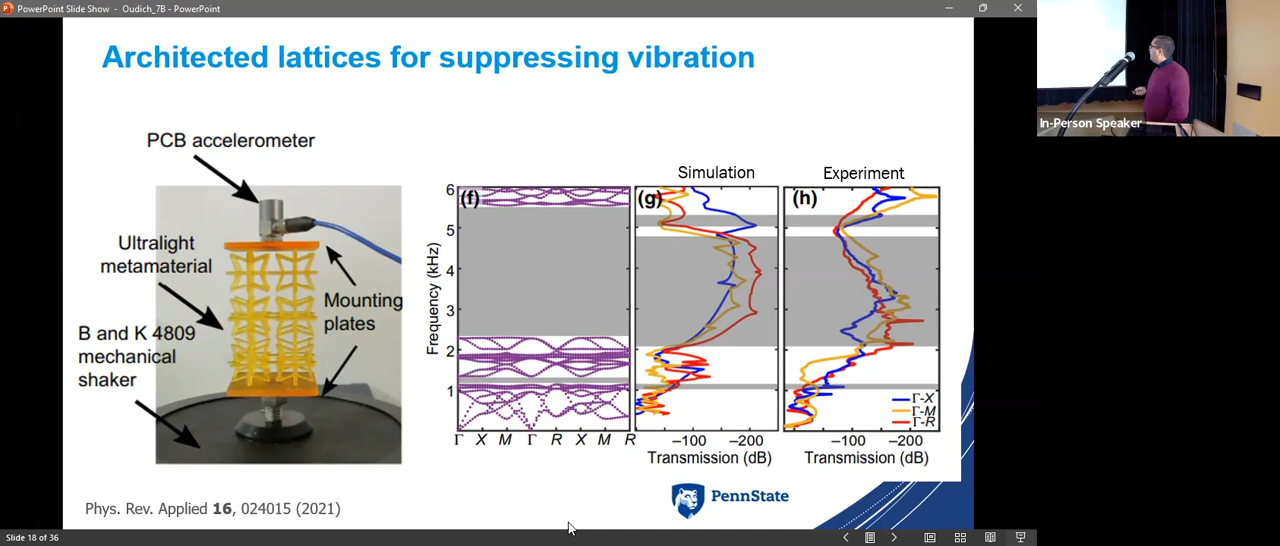 PowerPoint Slide Show - Oudich_7B - PowerPoint
Architected lattices for suppressing vibration
PCB accelerometer
Ultralight
metamaterial
Mounting
plates
B and K 4809
mechanical
shaker
Simulation
Experiment
(f)
(g)
(h)
6
5
4
3
2
1
Frequency (kHz)
Γ X M Γ R X M R
–100 –200
Transmission (dB)
–100 –200
Transmission (dB)
Γ-X
Γ-M
Γ-R
PennState
Phys. Rev. Applied 16, 024015 (2021)
Slide 18 of 36
In-Person Speaker